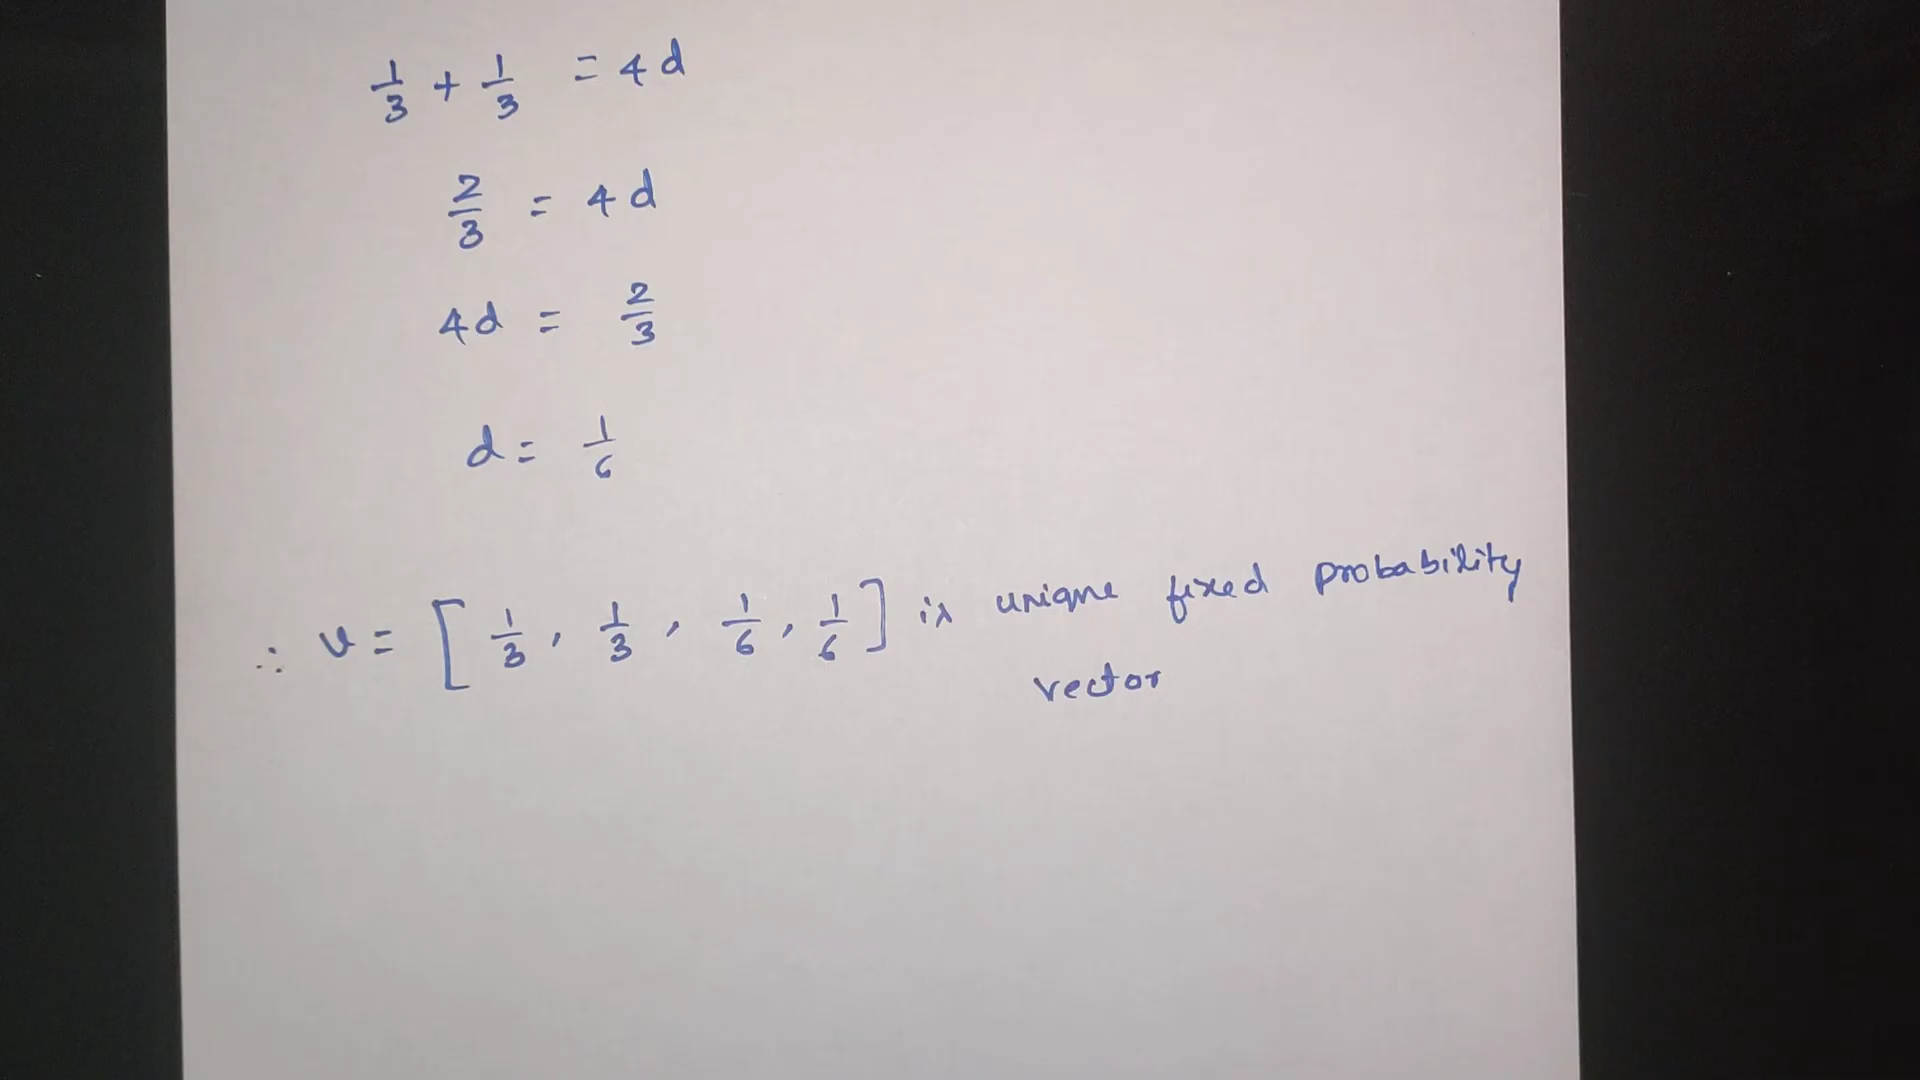 1/3 + 1/3 = 4d
2/3 = 4d
4d = 2/3
d = 1/6
∴ v = [ 1/3 , 1/3 , 1/6 , 1/6 ] is unique fixed probability
vector